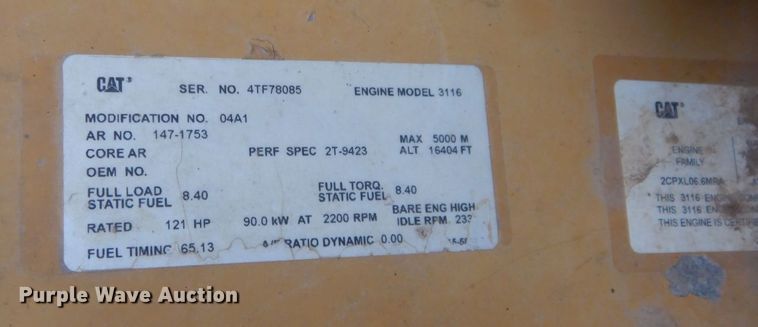 CAT SER. NO. 4TF78085 ENGINE MODEL 3116
MODIFICATION NO. 04A1
AR NO. 147-1753 MAX 5000 M
CORE AR PERF SPEC 2T-9423 ALT 16404 FT
OEM NO.
FULL LOAD STATIC FUEL 8.40 FULL TORQ. STATIC FUEL 8.40
RATED 121 HP 90.0 kW AT 2200 RPM BARE ENG HIGH IDLE RPM 233
FUEL TIMING 65.13 A/F RATIO DYNAMIC 0.00
CAT
ENGINE FAMILY
2CPXL06.6MRA
THIS 3116 ENGINE
THIS 3116
THIS ENGINE IS
Purple Wave Auction